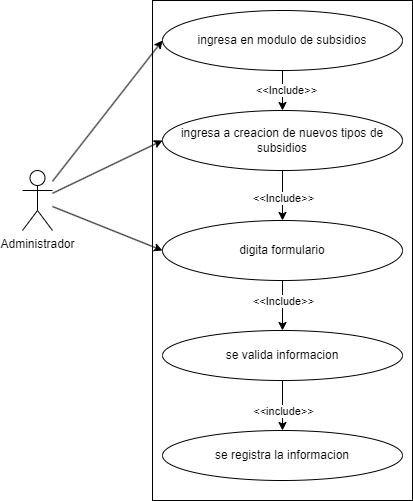 ingresa en modulo de subsidios
<<Include>>
ingresa a creacion de nuevos tipos de
subsidios
<<Include>>
Administrador
digita formulario
<<Include>>
se valida informacion
<<include>>
se registra la informacion